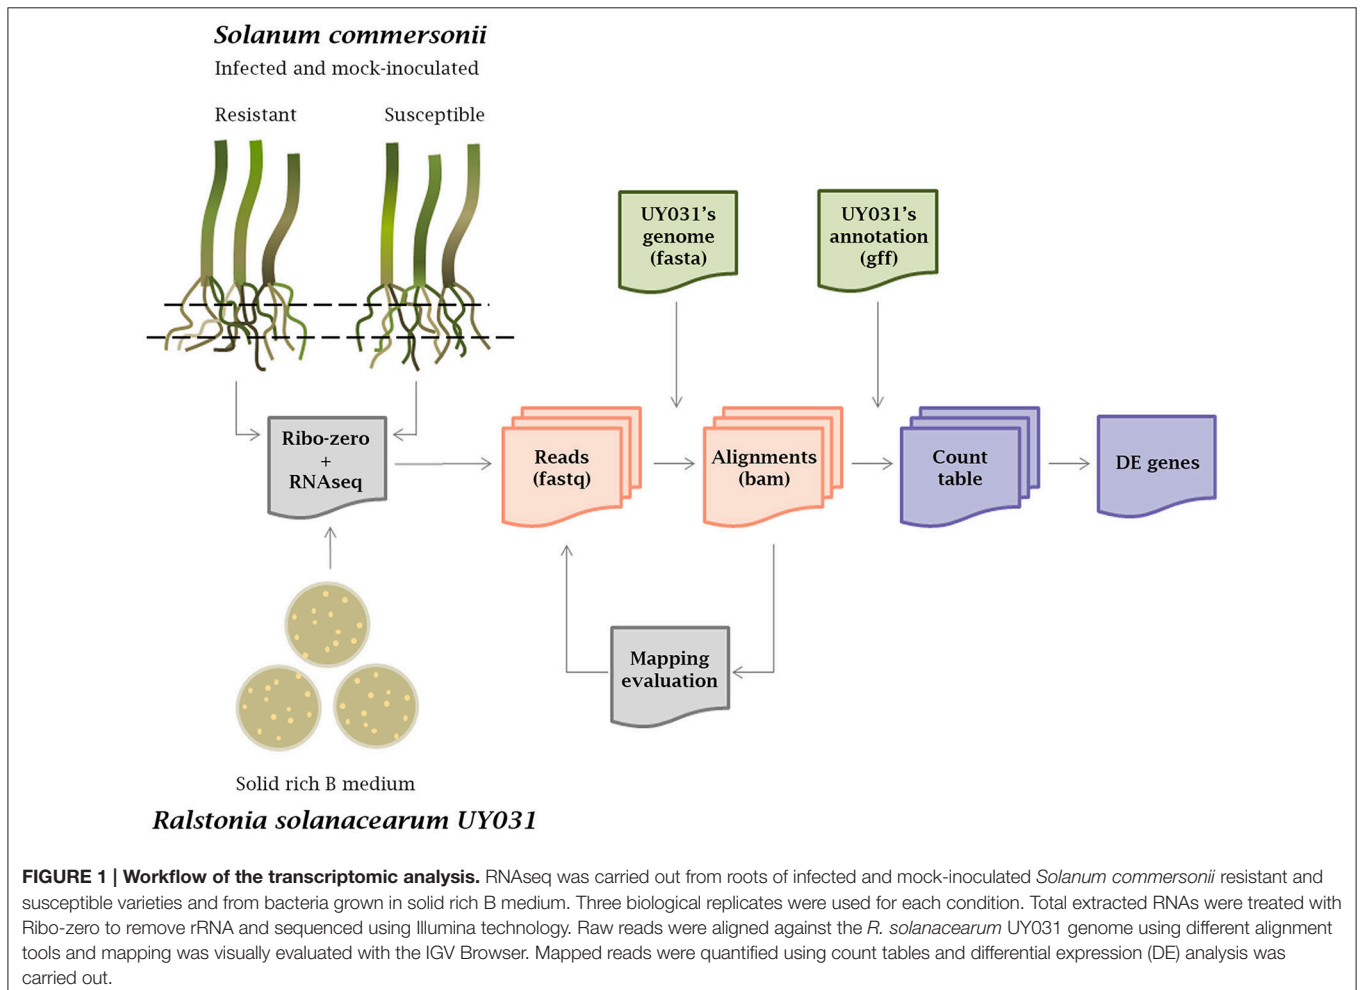 Solanum commersonii
Infected and mock-inoculated
Resistant
Susceptible
UY031's
genome
(fasta)
UY031's
annotation
(gff)
Ribo-zero
+
RNAseq
Reads
(fastq)
Alignments
(bam)
Count
table
DE genes
Mapping
evaluation
Solid rich B medium
Ralstonia solanacearum UY031
FIGURE 1 | Workflow of the transcriptomic analysis. RNAseq was carried out from roots of infected and mock-inoculated Solanum commersonii resistant and
susceptible varieties and from bacteria grown in solid rich B medium. Three biological replicates were used for each condition. Total extracted RNAs were treated with
Ribo-zero to remove rRNA and sequenced using Illumina technology. Raw reads were aligned against the R. solanacearum UY031 genome using different alignment
tools and mapping was visually evaluated with the IGV Browser. Mapped reads were quantified using count tables and differential expression (DE) analysis was
carried out.